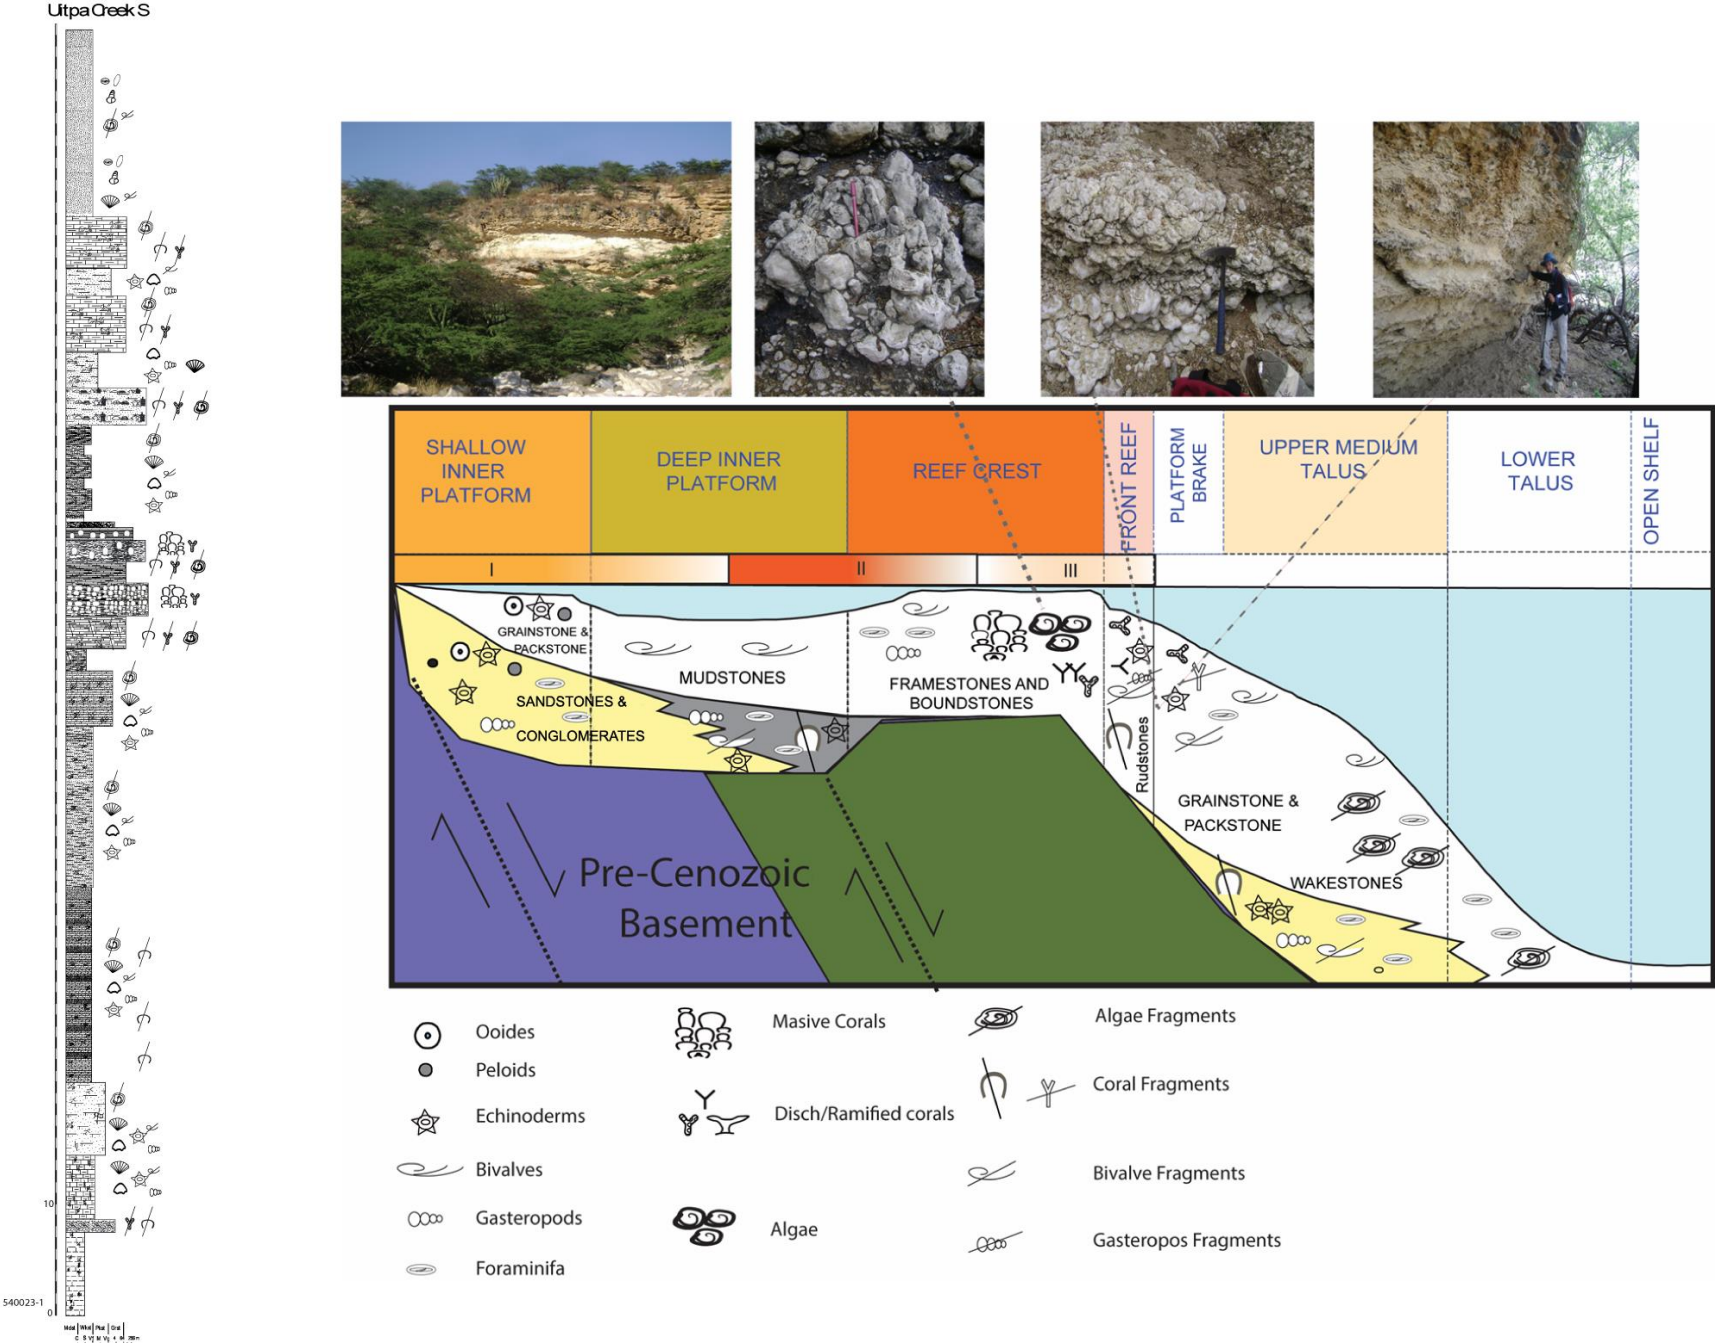 Uitpa Creek S
SHALLOW
INNER
PLATFORM
DEEP INNER
PLATFORM
REEF CREST
FRONT REEF
PLATFORM
BRAKE
UPPER MEDIUM
TALUS
LOWER
TALUS
OPEN SHELF
I
II
III
GRAINSTONE &
PACKSTONE
MUDSTONES
FRAMESTONES AND
BOUNDSTONES
SANDSTONES &
CONGLOMERATES
Rudstones
GRAINSTONE &
PACKSTONE
WAKESTONES
Pre-Cenozoic
Basement
Ooides
Peloids
Echinoderms
Bivalves
Gasteropods
Foraminifa
Masive Corals
Disch/Ramified corals
Algae
Algae Fragments
Coral Fragments
Bivalve Fragments
Gasteropos Fragments
10
540023-1
0